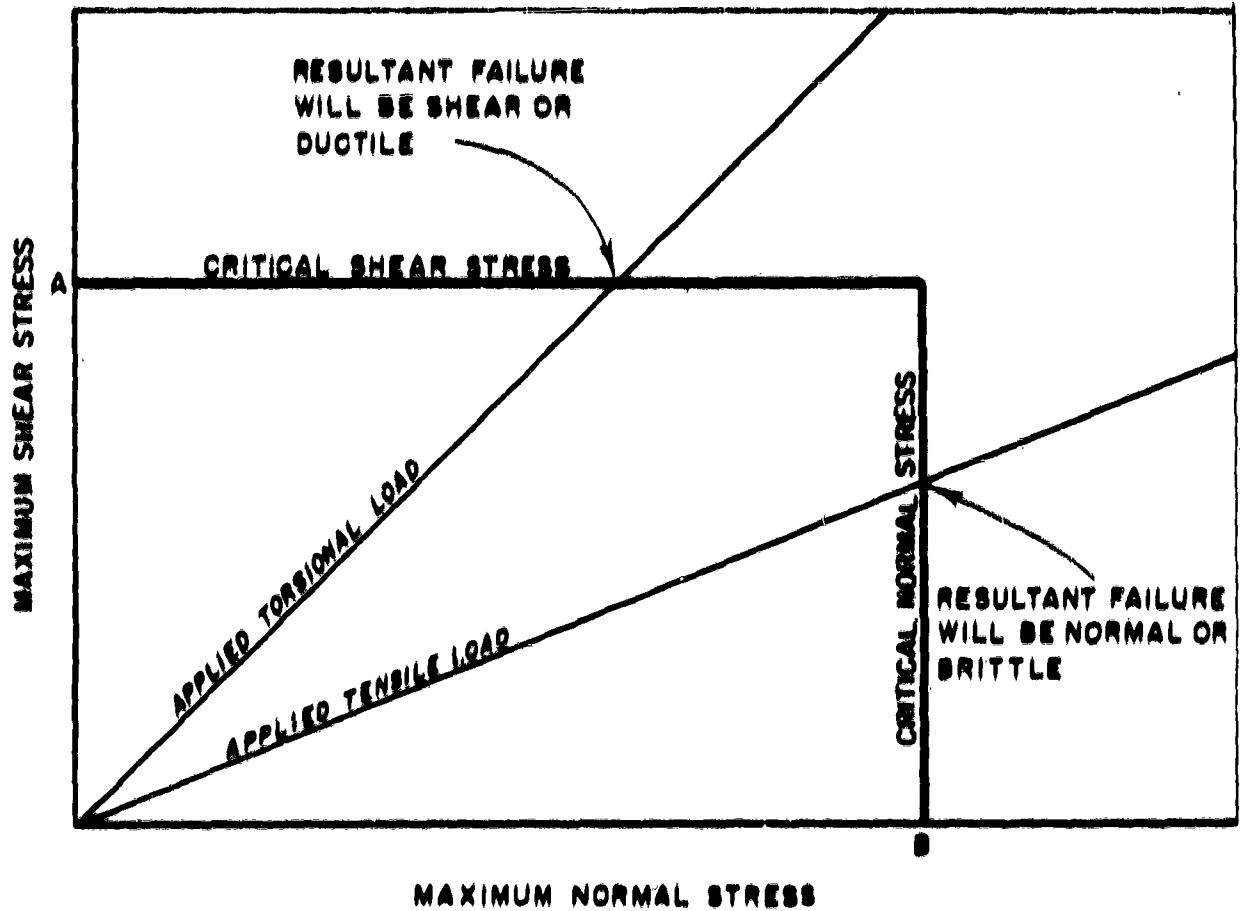 RESULTANT FAILURE
WILL BE SHEAR OR
DUCTILE
CRITICAL SHEAR STRESS
A
MAXIMUM SHEAR STRESS
APPLIED TORSIONAL LOAD
APPLIED TENSILE LOAD
CRITICAL NORMAL STRESS
RESULTANT FAILURE
WILL BE NORMAL OR
BRITTLE
B
MAXIMUM NORMAL STRESS